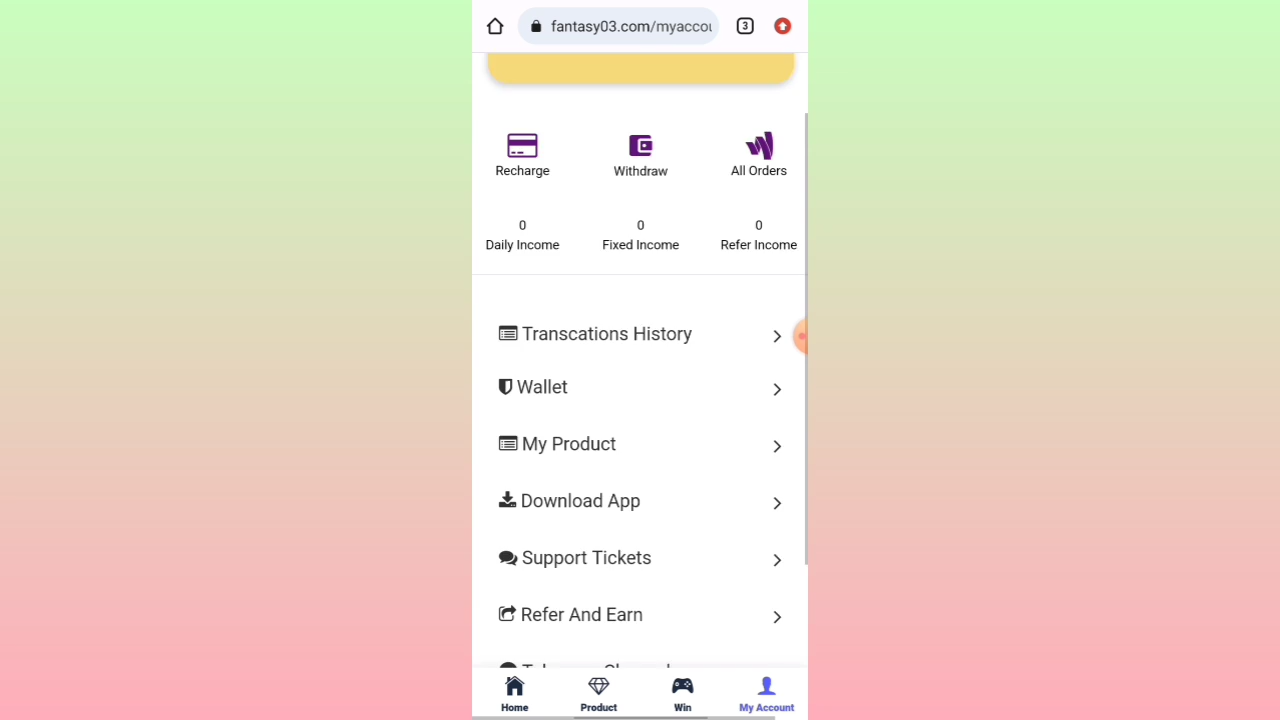 fantasy03.com/myaccou
3
Recharge
Withdraw
All Orders
0
0
0
Daily Income
Fixed Income
Refer Income
Transcations History
Wallet
My Product
Download App
Support Tickets
Refer And Earn
Home
Product
Win
My Account